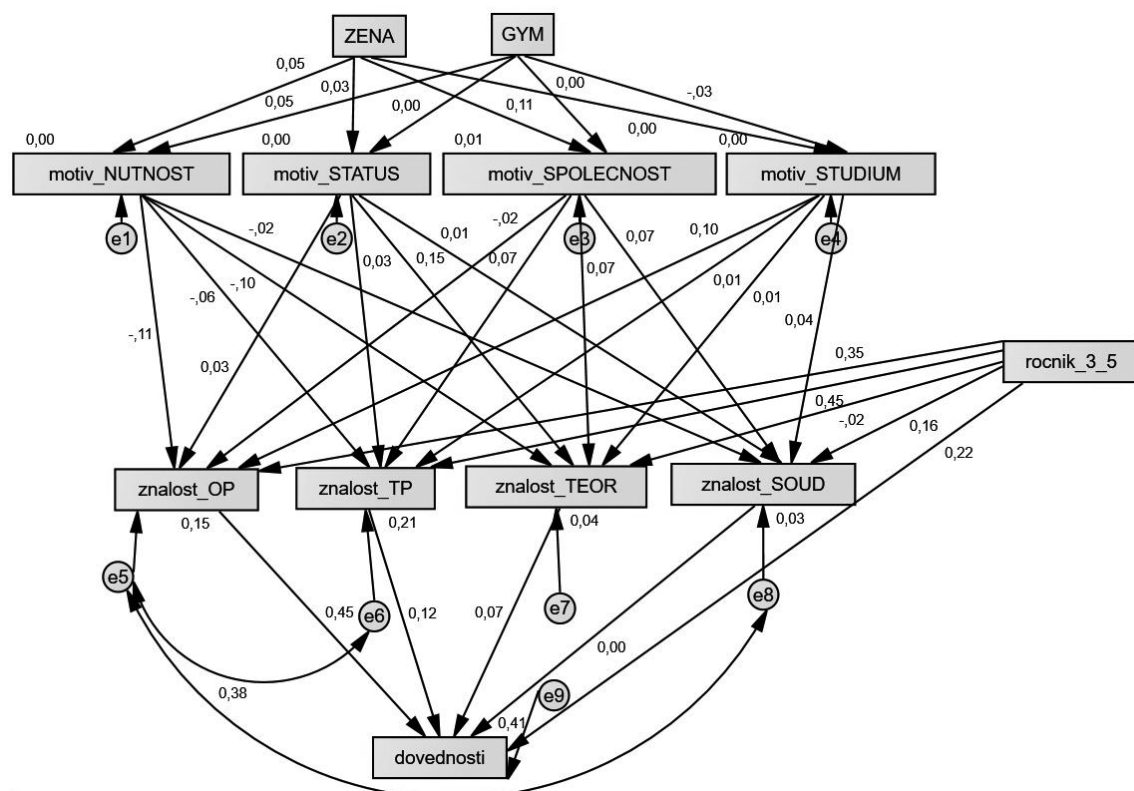 ZENA
GYM
0,05
0,05
0,03
0,00
0,11
0,00
-,03
0,00
0,00
0,01
0,00
0,00
motiv_NUTNOST
motiv_STATUS
motiv_SPOLECNOST
motiv_STUDIUM
e1
e2
e3
e4
-,02
0,01
-,02
0,07
0,10
-,06
-,10
0,03
0,15
0,07
0,07
0,01
0,01
-,11
0,03
0,04
0,35
rocnik_3_5
0,45
-,02
0,16
0,22
znalost_OP
znalost_TP
znalost_TEOR
znalost_SOUD
0,15
0,21
0,04
0,03
e5
e6
e7
e8
0,45
0,12
0,07
0,00
0,38
e9
0,41
dovednosti